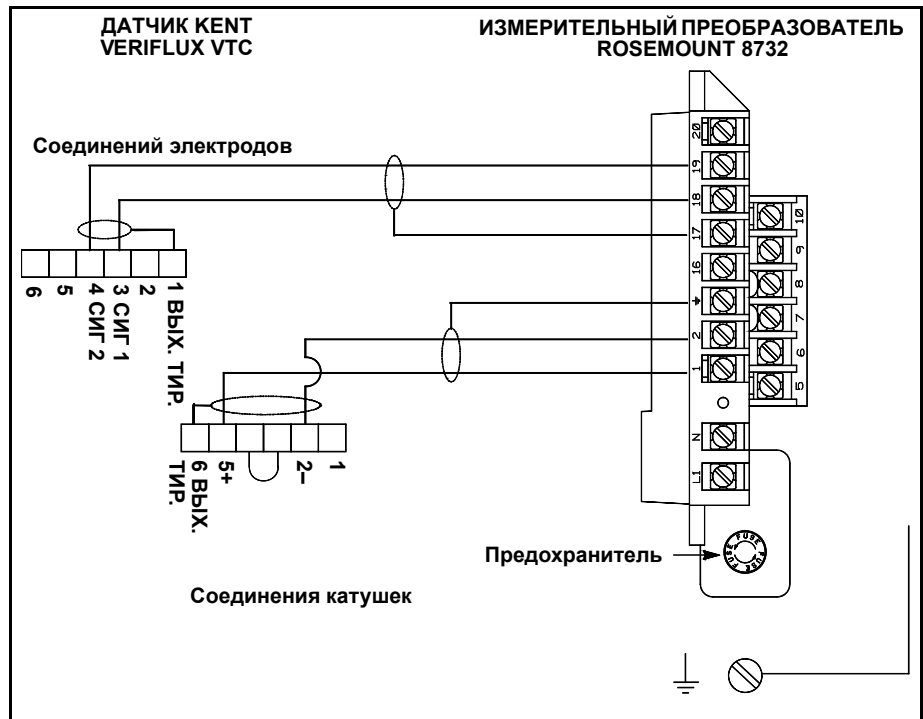 ДАТЧИК KENT
VERIFLUX VTC
ИЗМЕРИТЕЛЬНЫЙ ПРЕОБРАЗОВАТЕЛЬ
ROSEMOUNT 8732
Соединений электродов
6
5
4 СИГ 2
3 СИГ 1
2
1 ВЫХ. ТИР.
6 ВЫХ.
ТИР.
5+
2–
1
Соединения катушек
20
19
18
17
16
2
1
N
L1
10
9
8
7
6
5
Предохранитель
FUSE FUSE FUSE